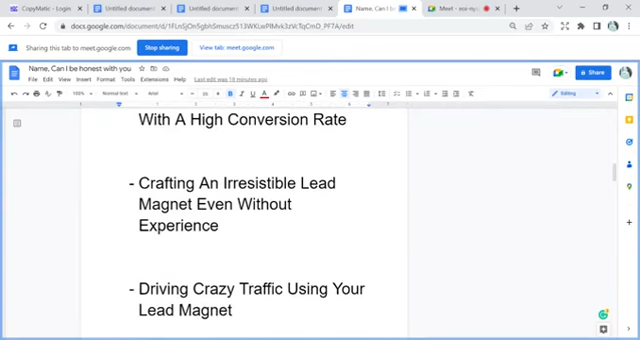 CopyMatic - Login
Untitled document
Untitled document
Untitled document
Name, Can I be
Meet
docs.google.com
Sharing this tab to meet.google.com
Stop sharing
View tab: meet.google.com
Name, Can I be honest with you
File Edit View Insert Format Tools Extensions Help
Last edit was 19 minutes ago
Share
100%
Normal text
Arial
Editing
With A High Conversion Rate
- Crafting An Irresistible Lead
Magnet Even Without
Experience
- Driving Crazy Traffic Using Your
Lead Magnet